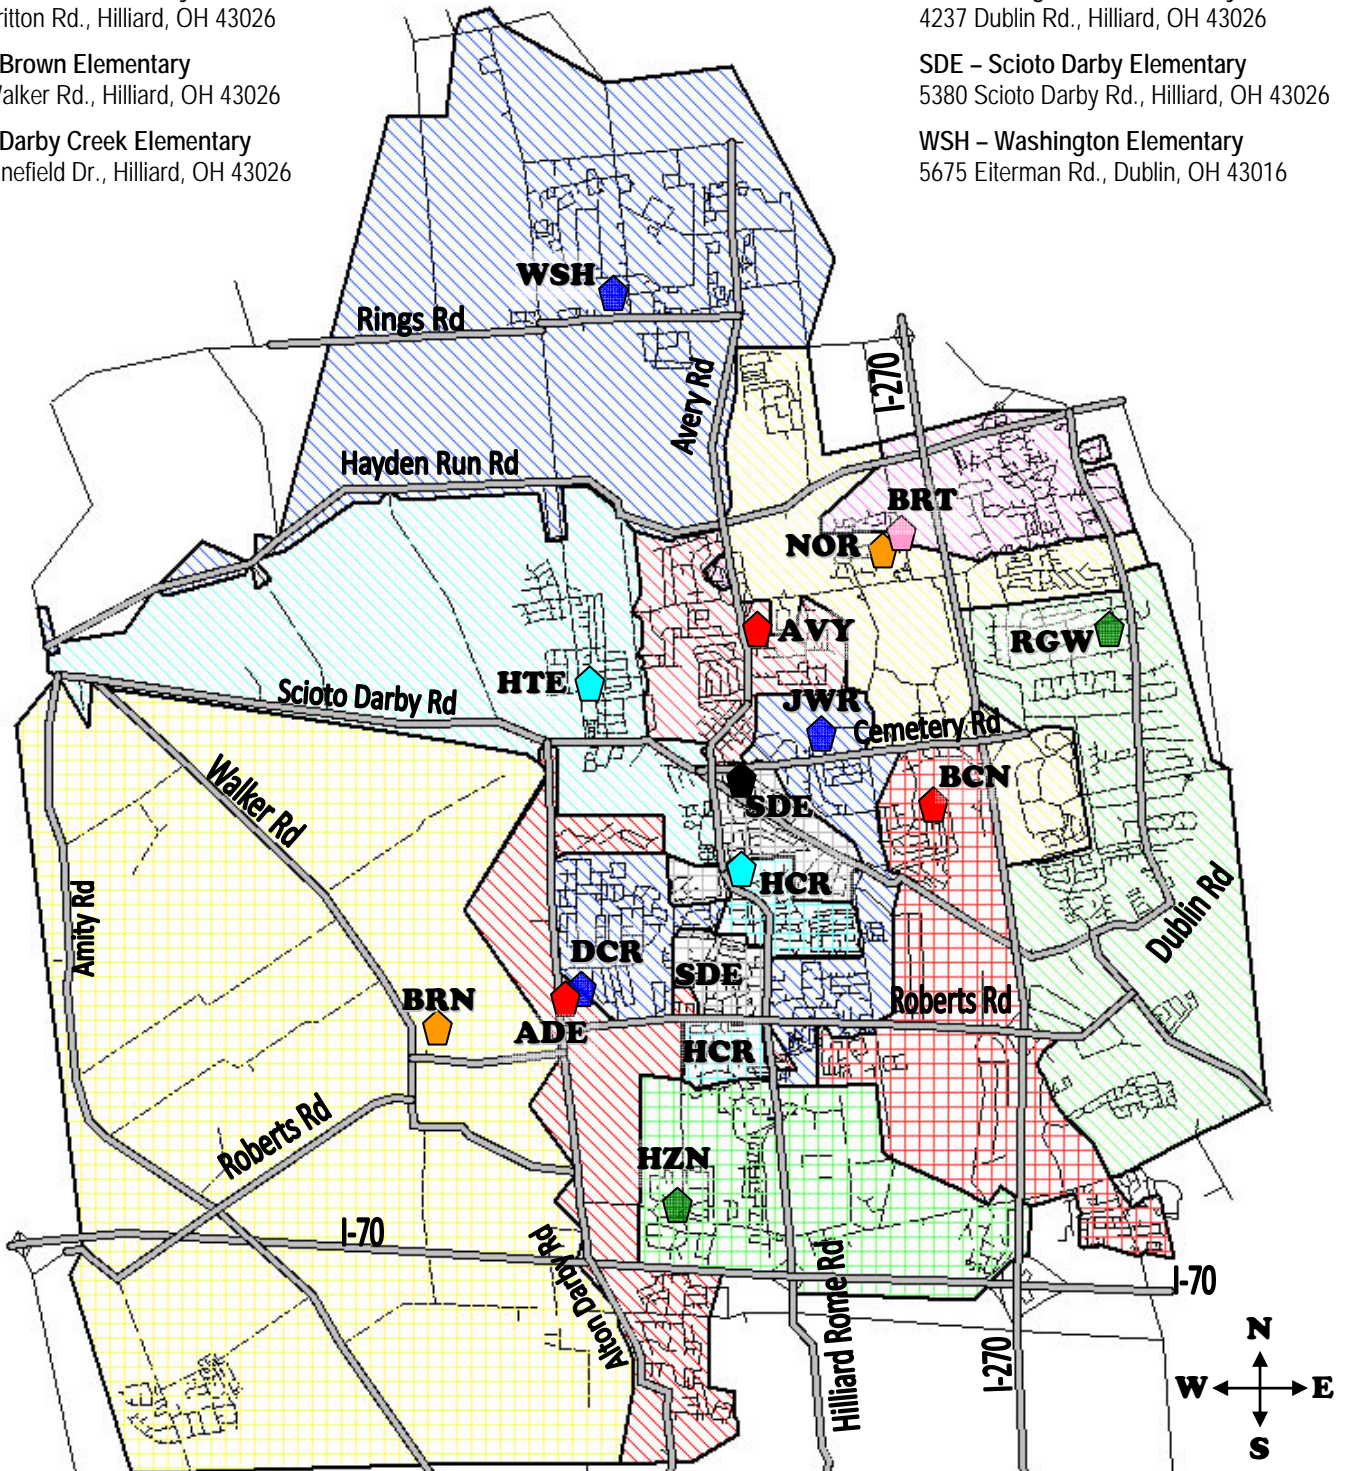 ritton Rd., Hilliard, OH 43026
Brown Elementary
Walker Rd., Hilliard, OH 43026
Darby Creek Elementary
nefield Dr., Hilliard, OH 43026
4237 Dublin Rd., Hilliard, OH 43026
SDE – Scioto Darby Elementary
5380 Scioto Darby Rd., Hilliard, OH 43026
WSH – Washington Elementary
5675 Eiterman Rd., Dublin, OH 43016
WSH
Rings Rd
Avery Rd
I-270
Hayden Run Rd
BRT
NOR
AVY
RGW
HTE
Scioto Darby Rd
JWR
Cemetery Rd
BCN
SDE
Walker Rd
HCR
Amity Rd
Dublin Rd
DCR
SDE
BRN
Roberts Rd
ADE
HCR
Roberts Rd
HZN
I-70
Alton Darby Rd
Hilliard Rome Rd
I-70
I-270
N
W E
S